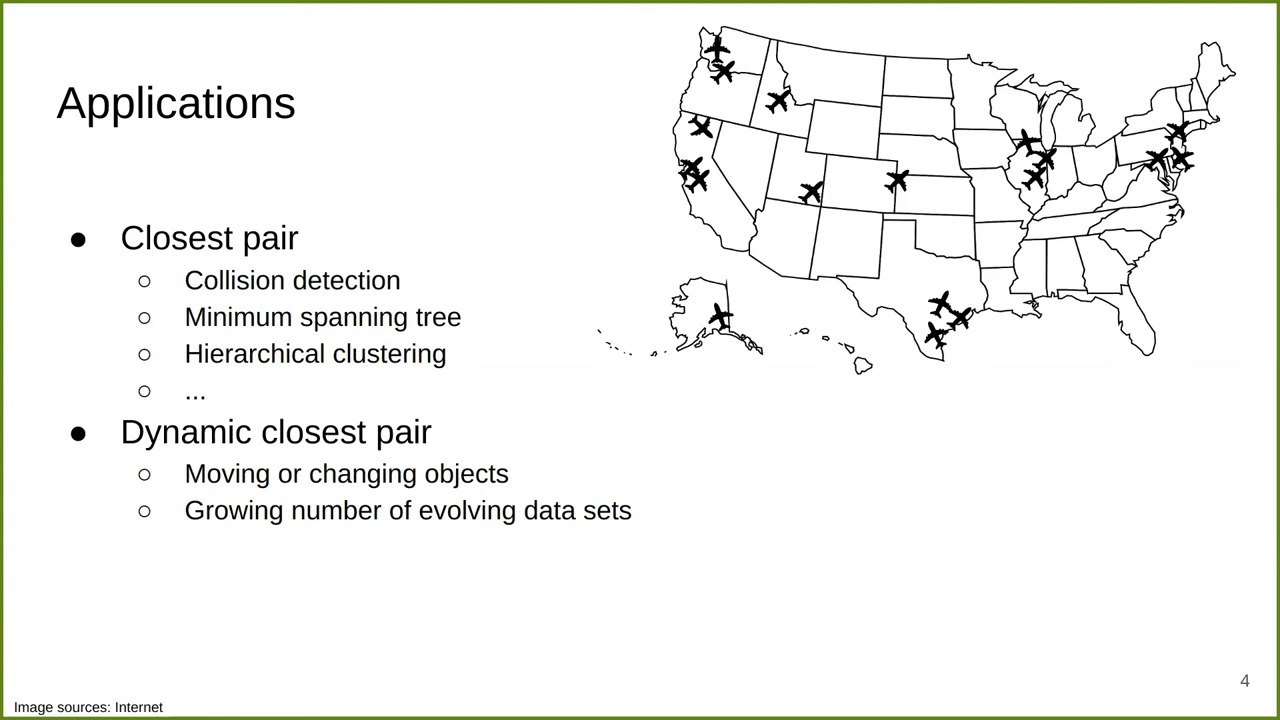 Applications
● Closest pair
○ Collision detection
○ Minimum spanning tree
○ Hierarchical clustering
○ ...
● Dynamic closest pair
○ Moving or changing objects
○ Growing number of evolving data sets
4
Image sources: Internet